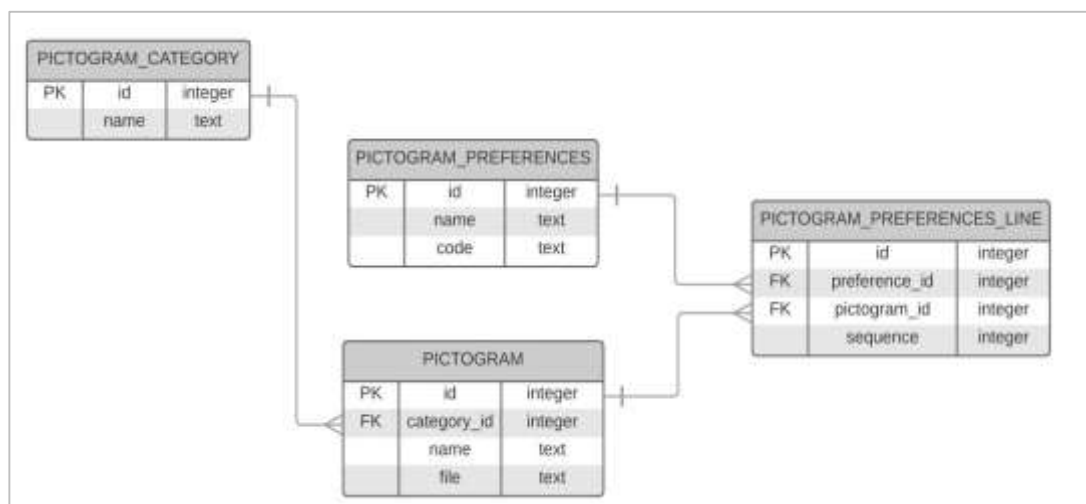 PICTOGRAM_CATEGORY
PK id integer
name text
PICTOGRAM_PREFERENCES
PK id integer
name text
code text
PICTOGRAM_PREFERENCES_LINE
PK id integer
FK preference_id integer
FK pictogram_id integer
sequence integer
PICTOGRAM
PK id integer
FK category_id integer
name text
file text